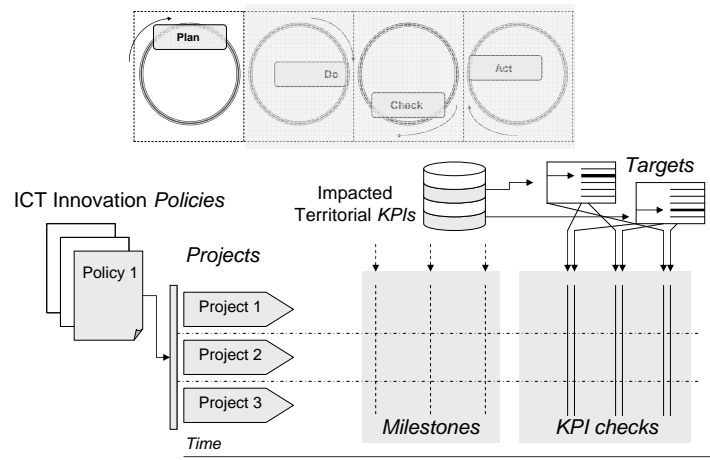 Plan
Do
Check
Act
Targets
ICT Innovation Policies
Impacted
Territorial KPIs
Projects
Policy 1
Project 1
Project 2
Project 3
Milestones
KPI checks
Time